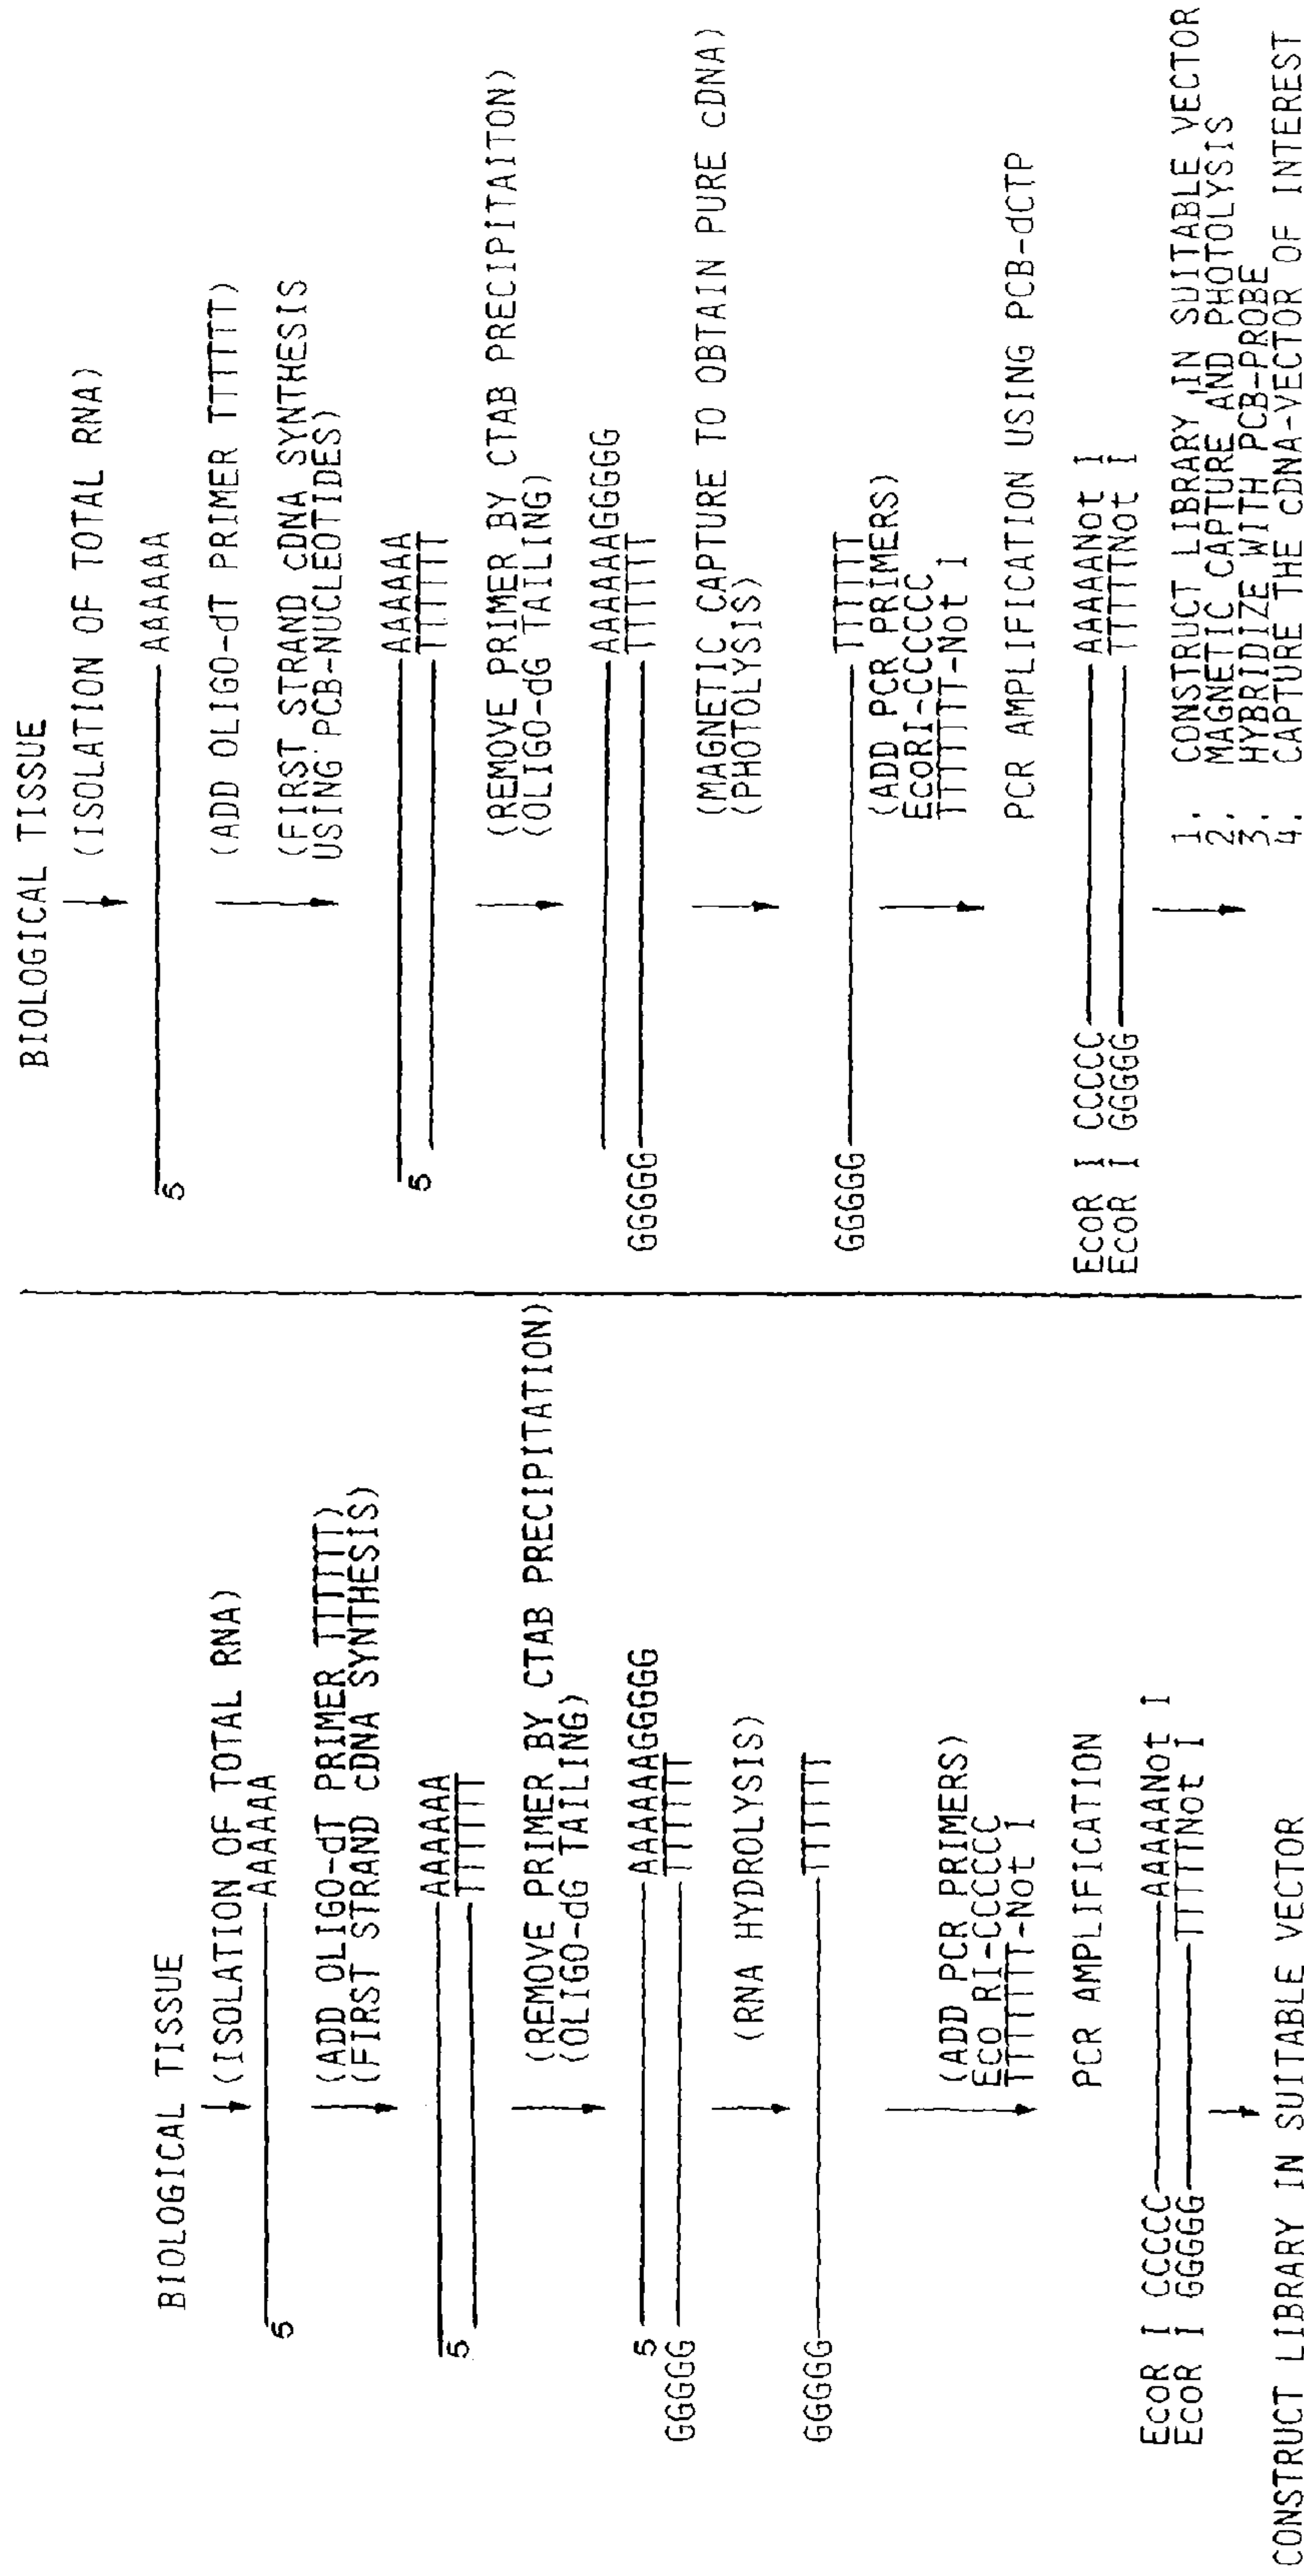 BIOLOGICAL TISSUE
(ISOLATION OF TOTAL RNA)
AAAAAA
5
(ADD OLIGO-dT PRIMER TTTTTT)
(FIRST STRAND cDNA SYNTHESIS)
AAAAAA
5 TTTTTT
(REMOVE PRIMER BY CTAB PRECIPITATION)
(OLIGO-dG TAILING)
5 AAAAAAGGGGG
GGGGG TTTTTT
(RNA HYDROLYSIS)
GGGGG TTTTTT
(ADD PCR PRIMERS)
ECO RI-CCCCCC
TTTTTTT-Not I
PCR AMPLIFICATION
EcoR I CCCCC AAAAANot I
EcoR I GGGGG TTTTTNot I
CONSTRUCT LIBRARY IN SUITABLE VECTOR
BIOLOGICAL TISSUE
(ISOLATION OF TOTAL RNA)
AAAAAA
5
(ADD OLIGO-dT PRIMER TTTTTT)
(FIRST STRAND cDNA SYNTHESIS
USING PCB-NUCLEOTIDES)
AAAAAA
5 TTTTTT
(REMOVE PRIMER BY CTAB PRECIPITAITON)
(OLIGO-dG TAILING)
AAAAAAGGGGG
GGGGG TTTTTT
(MAGNETIC CAPTURE TO OBTAIN PURE cDNA)
(PHOTOLYSIS)
GGGGG TTTTTT
(ADD PCR PRIMERS)
EcoRI-CCCCCC
TTTTTTT-Not I
PCR AMPLIFICATION USING PCB-dCTP
EcoR I CCCCC AAAAANot I
EcoR I GGGGG TTTTTNot I
1. CONSTRUCT LIBRARY IN SUITABLE VECTOR
2. MAGNETIC CAPTURE AND PHOTOLYSIS
3. HYBRIDIZE WITH PCB-PROBE
4. CAPTURE THE CDNA-VECTOR OF INTEREST